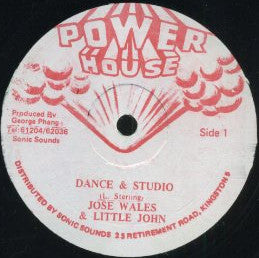 POWER
HOUSE
Produced By
George Phang
Tel: 61204/62036
Sonic Sounds
Side 1
DANCE & STUDIO
(L. Sterling)
JOSE WALES
& LITTLE JOHN
DISTRIBUTED BY SONIC SOUNDS 25 RETIREMENT ROAD, KINGSTON 5